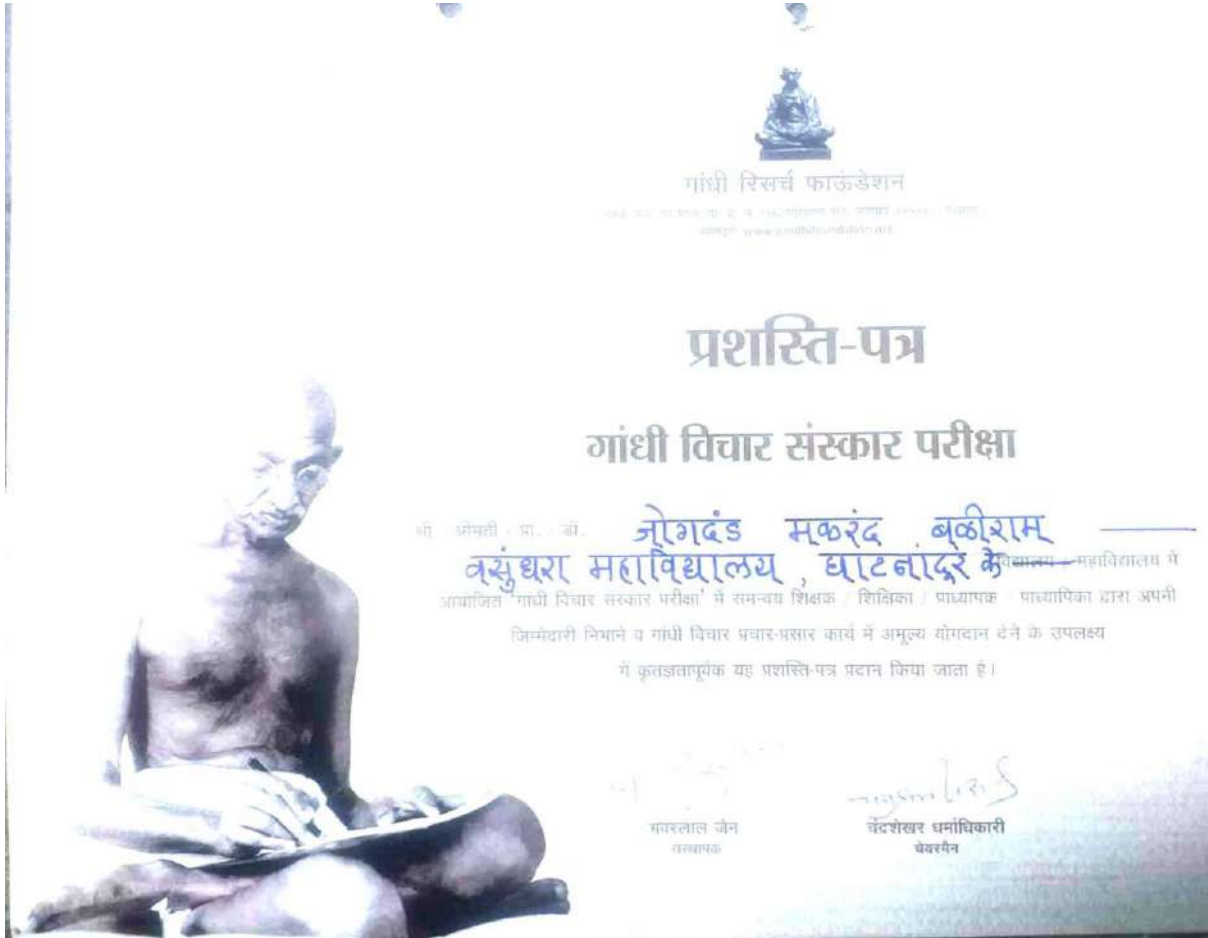 गांधी रिसर्च फाऊंडेशन
प्रशस्ति-पत्र
गांधी विचार संस्कार परीक्षा
श्री श्रीमती प्रा. डॉ. जोगदंड मकरंद बळीराम
वसुंधरा महाविद्यालय, घाटनांदूर के विद्यालय महाविद्यालय में
आयोजित 'गांधी विचार संस्कार परीक्षा' में समन्वय शिक्षक / शिक्षिका / प्राध्यापक / प्राध्यापिका द्वारा अपनी
जिम्मेदारी निभाने व गांधी विचार प्रचार-प्रसार कार्य में अमूल्य योगदान देने के उपलक्ष्य
में कृतज्ञतापूर्वक यह प्रशस्ति-पत्र प्रदान किया जाता है।
भवरलाल जैन चंद्रशेखर धर्माधिकारी
संस्थापक चेयरमैन